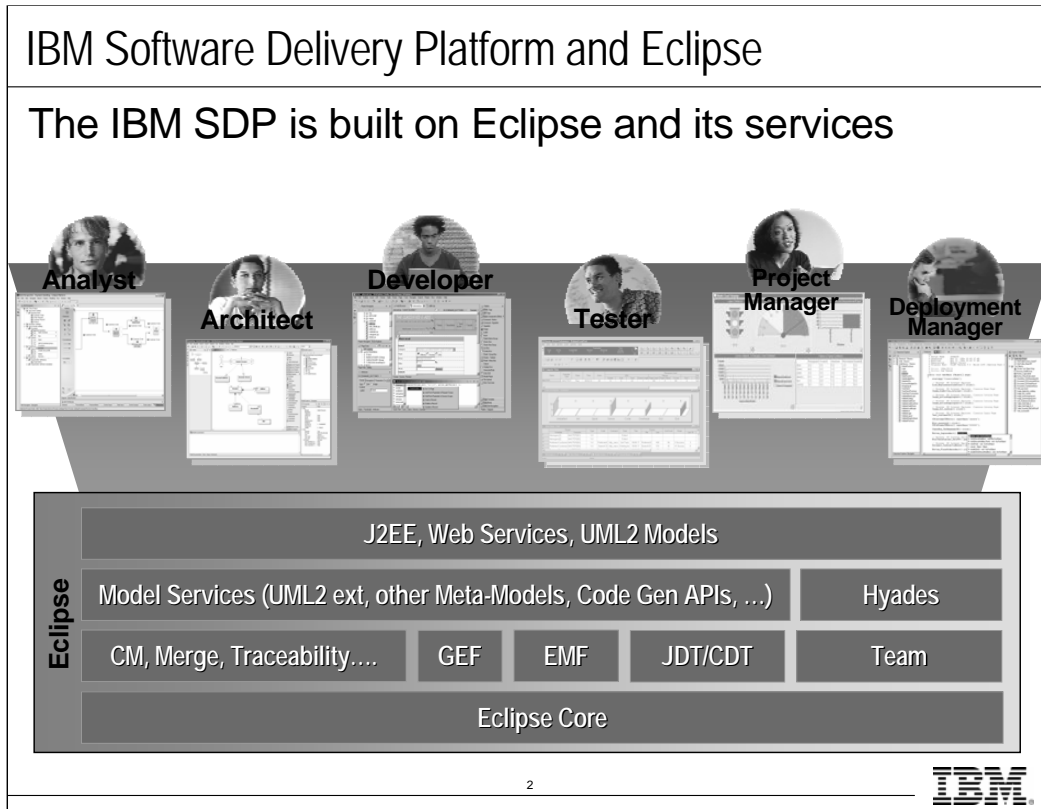 IBM Software Delivery Platform and Eclipse
The IBM SDP is built on Eclipse and its services
Analyst
Architect
Developer
Tester
Project
Manager
Deployment
Manager
Eclipse
J2EE, Web Services, UML2 Models
Model Services (UML2 ext, other Meta-Models, Code Gen APIs, …)
Hyades
CM, Merge, Traceability….
GEF
EMF
JDT/CDT
Team
Eclipse Core
2
IBM®